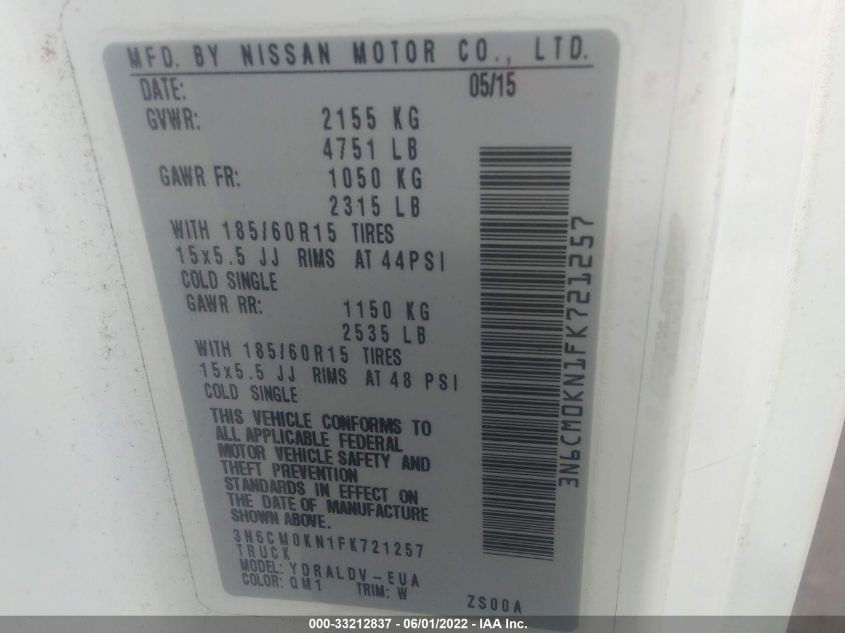 MFD. BY NISSAN MOTOR CO., LTD.
DATE: 05/15
GVWR: 2155 KG
4751 LB
GAWR FR: 1050 KG
2315 LB
WITH 185/60R15 TIRES
15x5.5 JJ RIMS AT 44PSI
COLD SINGLE
GAWR RR: 1150 KG
2535 LB
WITH 185/60R15 TIRES
15x5.5 JJ RIMS AT 48 PSI
COLD SINGLE
THIS VEHICLE CONFORMS TO
ALL APPLICABLE FEDERAL
MOTOR VEHICLE SAFETY AND
THEFT PREVENTION
STANDARDS IN EFFECT ON
THE DATE OF MANUFACTURE
SHOWN ABOVE.
3N6CM0KN1FK721257
TRUCK
MODEL: YDRALDV-EUA
COLOR: QM1 TRIM: W
ZS00A
3N6CM0KN1FK721257
000-33212837 - 06/01/2022 - IAA Inc.